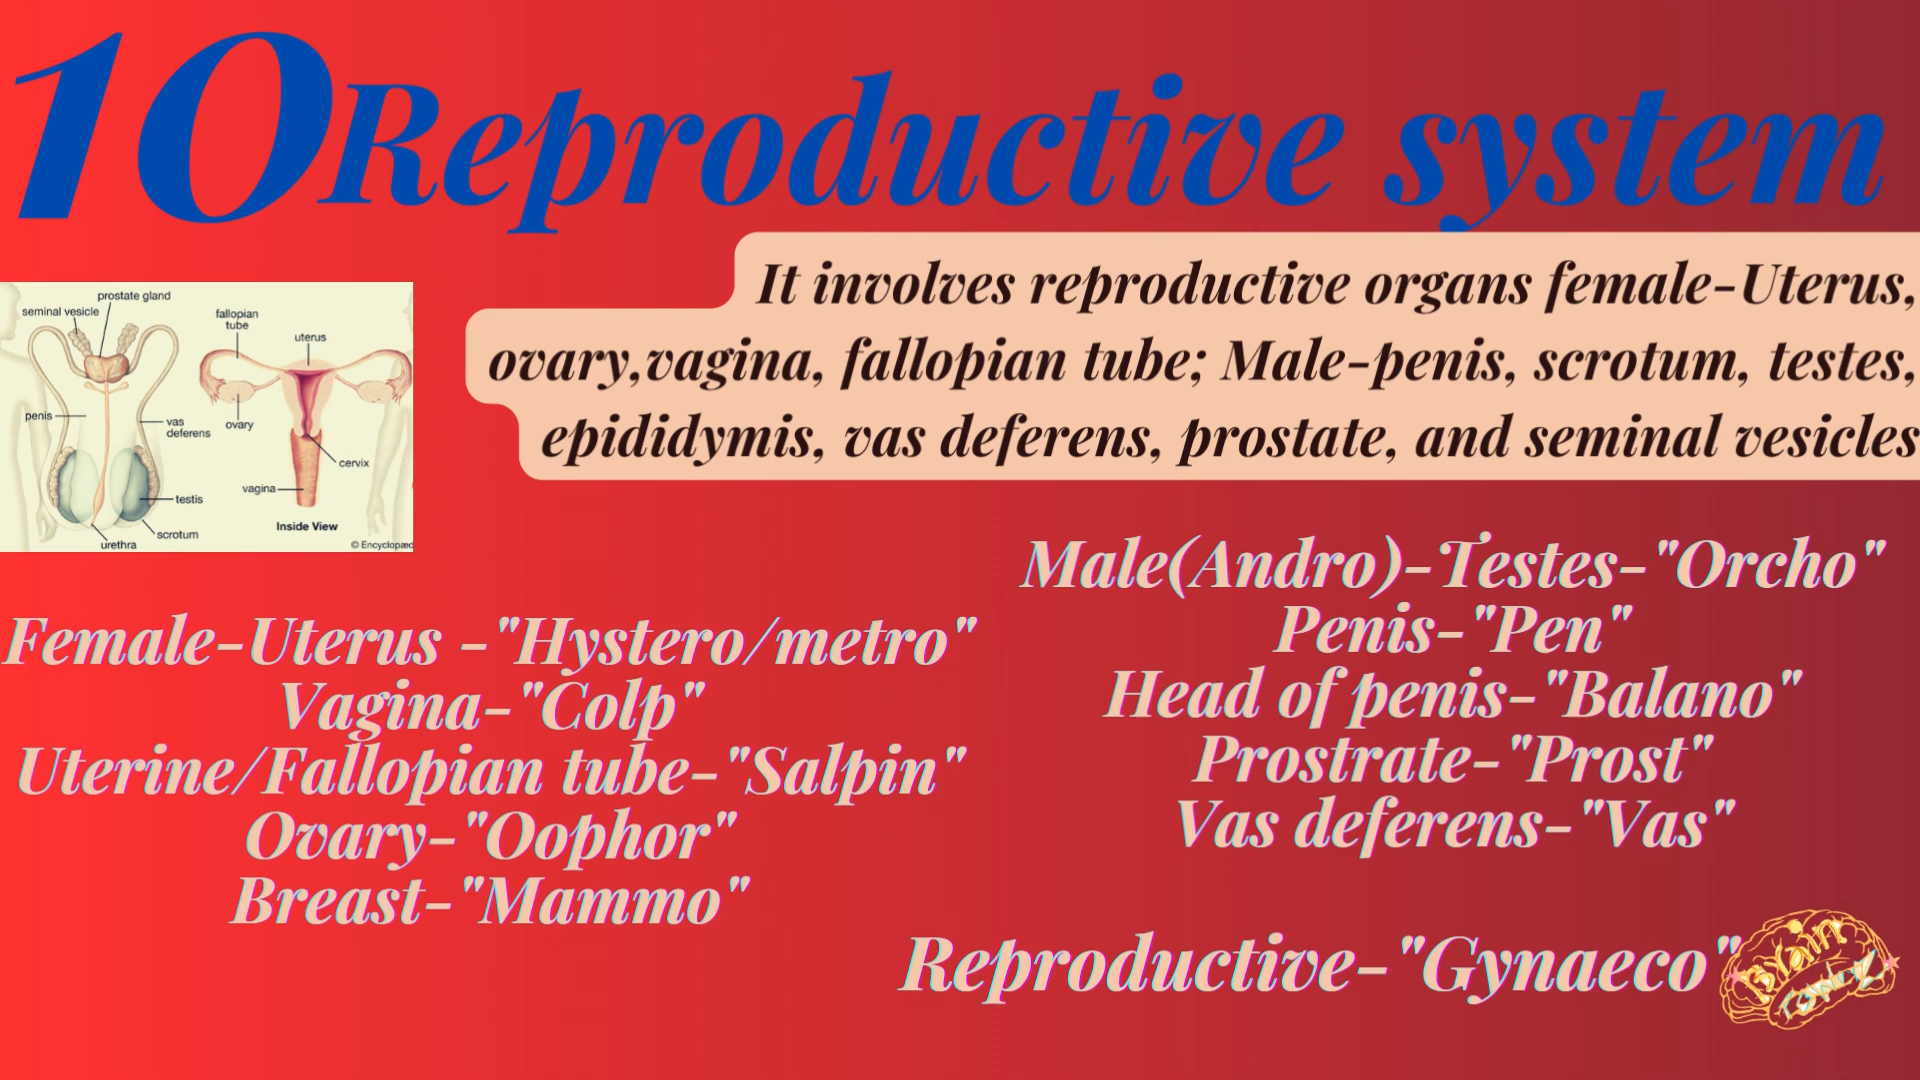 10 Reproductive system
It involves reproductive organs female-Uterus,
ovary,vagina, fallopian tube; Male-penis, scrotum, testes,
epididymis, vas deferens, prostate, and seminal vesicles
prostate gland
seminal vesicle
penis
vas
deferens
testis
scrotum
urethra
fallopian
tube
uterus
ovary
cervix
vagina
Inside View
© Encyclopæd
Female-Uterus -"Hystero/metro"
Vagina-"Colp"
Uterine/Fallopian tube-"Salpin"
Ovary-"Oophor"
Breast-"Mammo"
Male(Andro)-Testes-"Orcho"
Penis-"Pen"
Head of penis-"Balano"
Prostrate-"Prost"
Vas deferens-"Vas"
Reproductive-"Gynaeco"
Brain